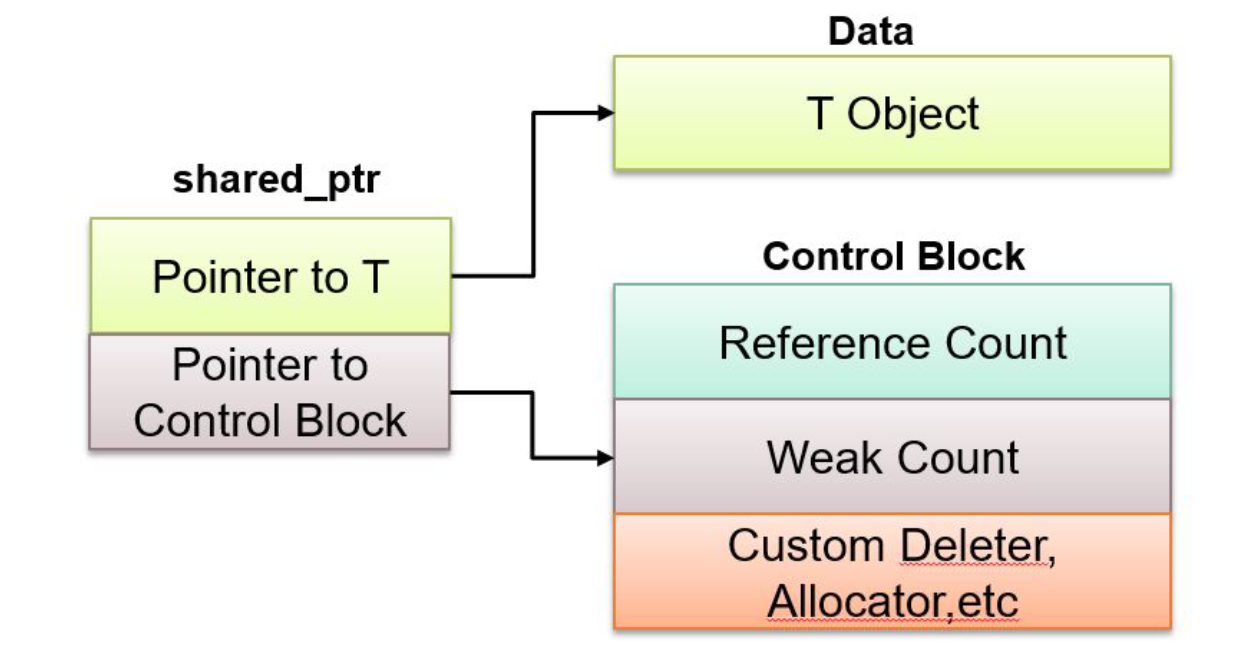 Data
T Object
shared_ptr
Pointer to T
Pointer to
Control Block
Control Block
Reference Count
Weak Count
Custom Deleter,
Allocator,etc